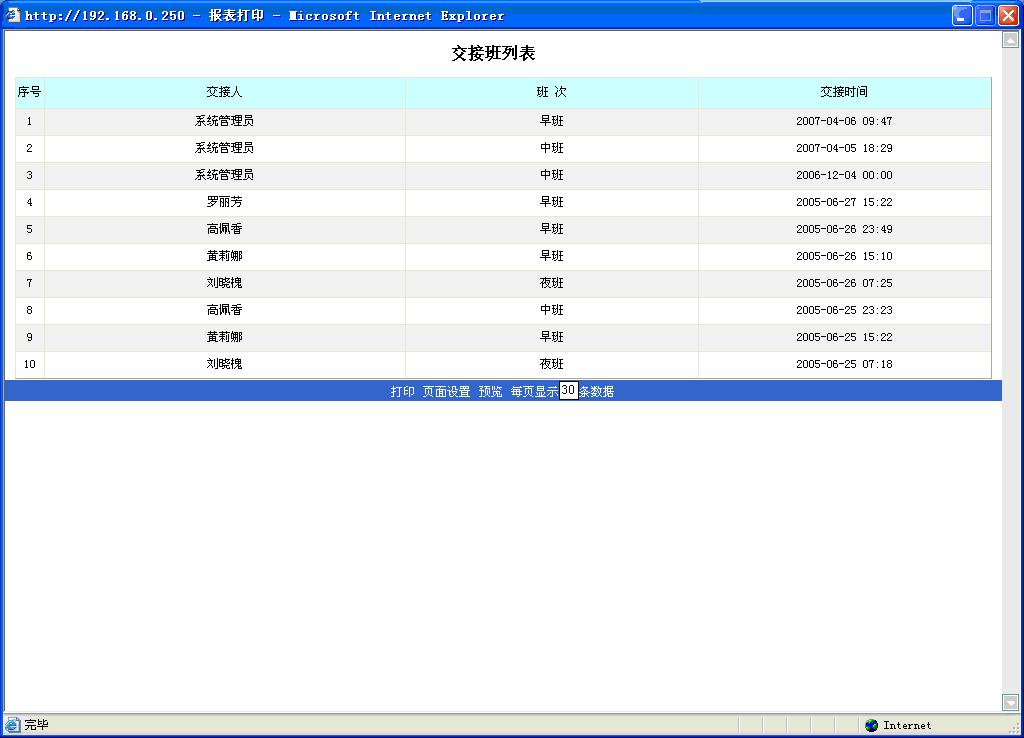 http://192.168.0.250 - 报表打印 - Microsoft Internet Explorer
交接班列表
序号 交接人 班 次 交接时间
1 系统管理员 早班 2007-04-06 09:47
2 系统管理员 中班 2007-04-05 18:29
3 系统管理员 中班 2006-12-04 00:00
4 罗丽芳 早班 2005-06-27 15:22
5 高佩香 早班 2005-06-26 23:49
6 黄莉娜 早班 2005-06-26 15:10
7 刘晓槐 夜班 2005-06-26 07:25
8 高佩香 中班 2005-06-25 23:23
9 黄莉娜 早班 2005-06-25 15:22
10 刘晓槐 夜班 2005-06-25 07:18
打印 页面设置 预览 每页显示30条数据
完毕 Internet